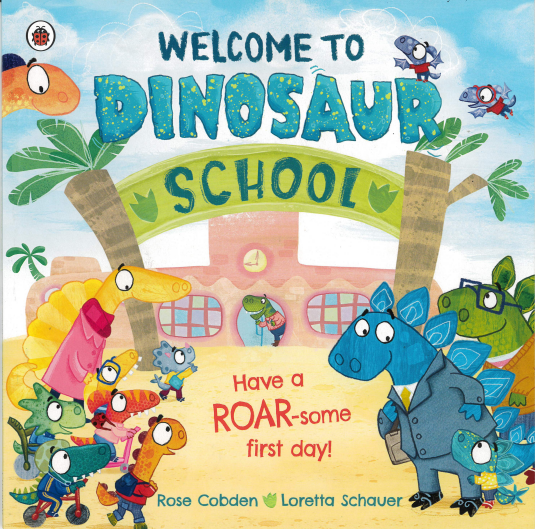 WELCOME TO
DINOSAUR
SCHOOL
Have a
ROAR-some
first day!
Rose Cobden Loretta Schauer